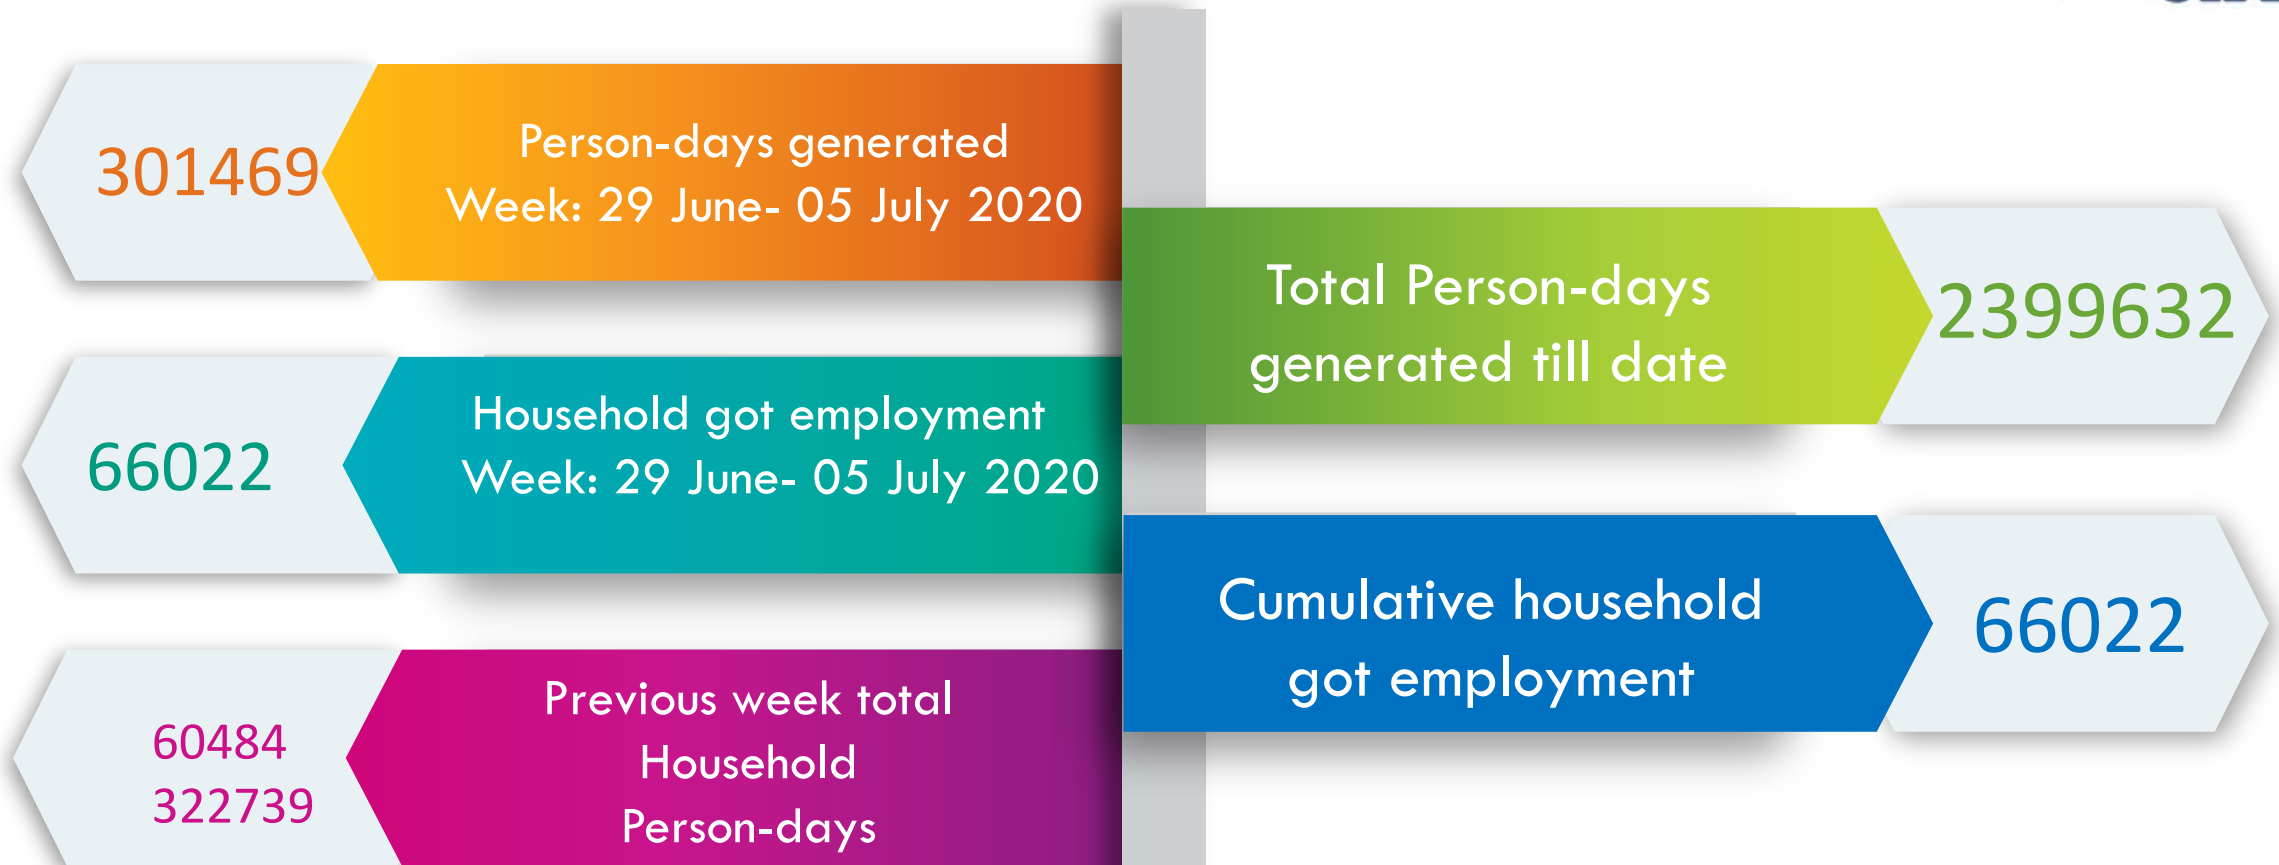 301469
Person-days generated
Week: 29 June- 05 July 2020
66022
Household got employment
Week: 29 June- 05 July 2020
60484
322739
Previous week total
Household
Person-days
Total Person-days
generated till date
2399632
Cumulative household
got employment
66022